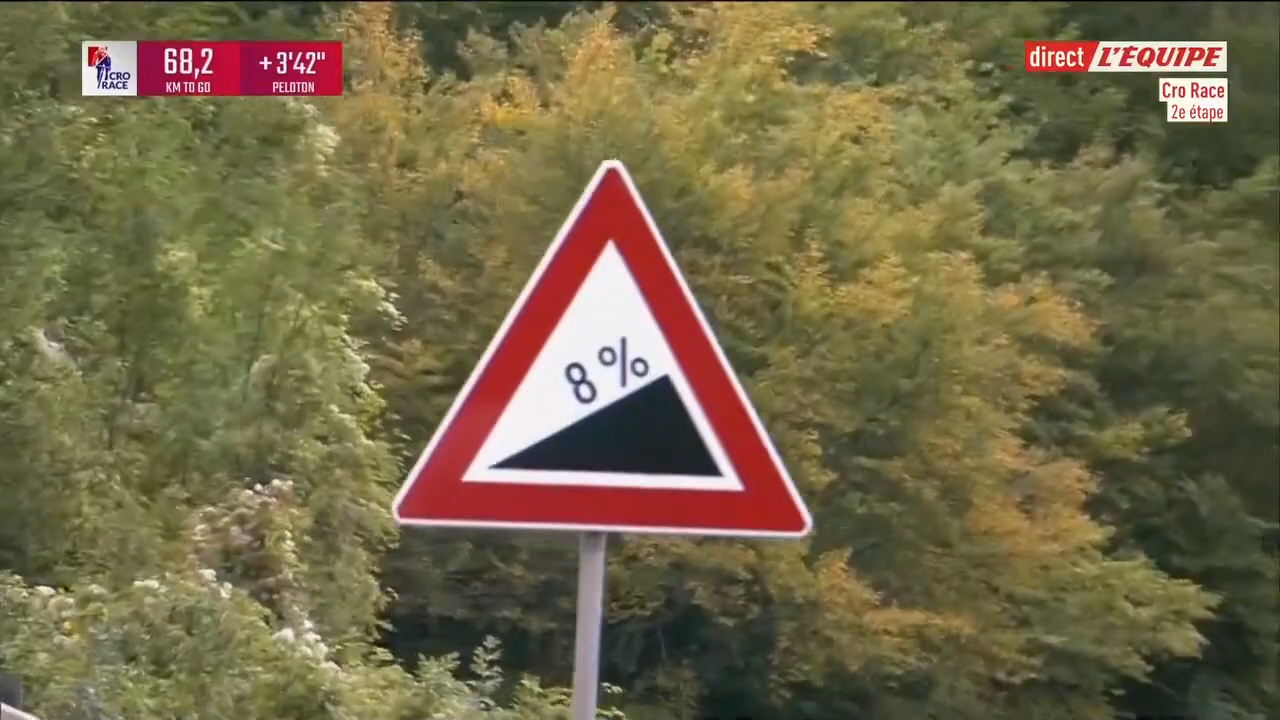 CRO
RACE
68,2
KM TO GO
+3'42"
PELOTON
direct L'ÉQUIPE
Cro Race
2e étape
8%